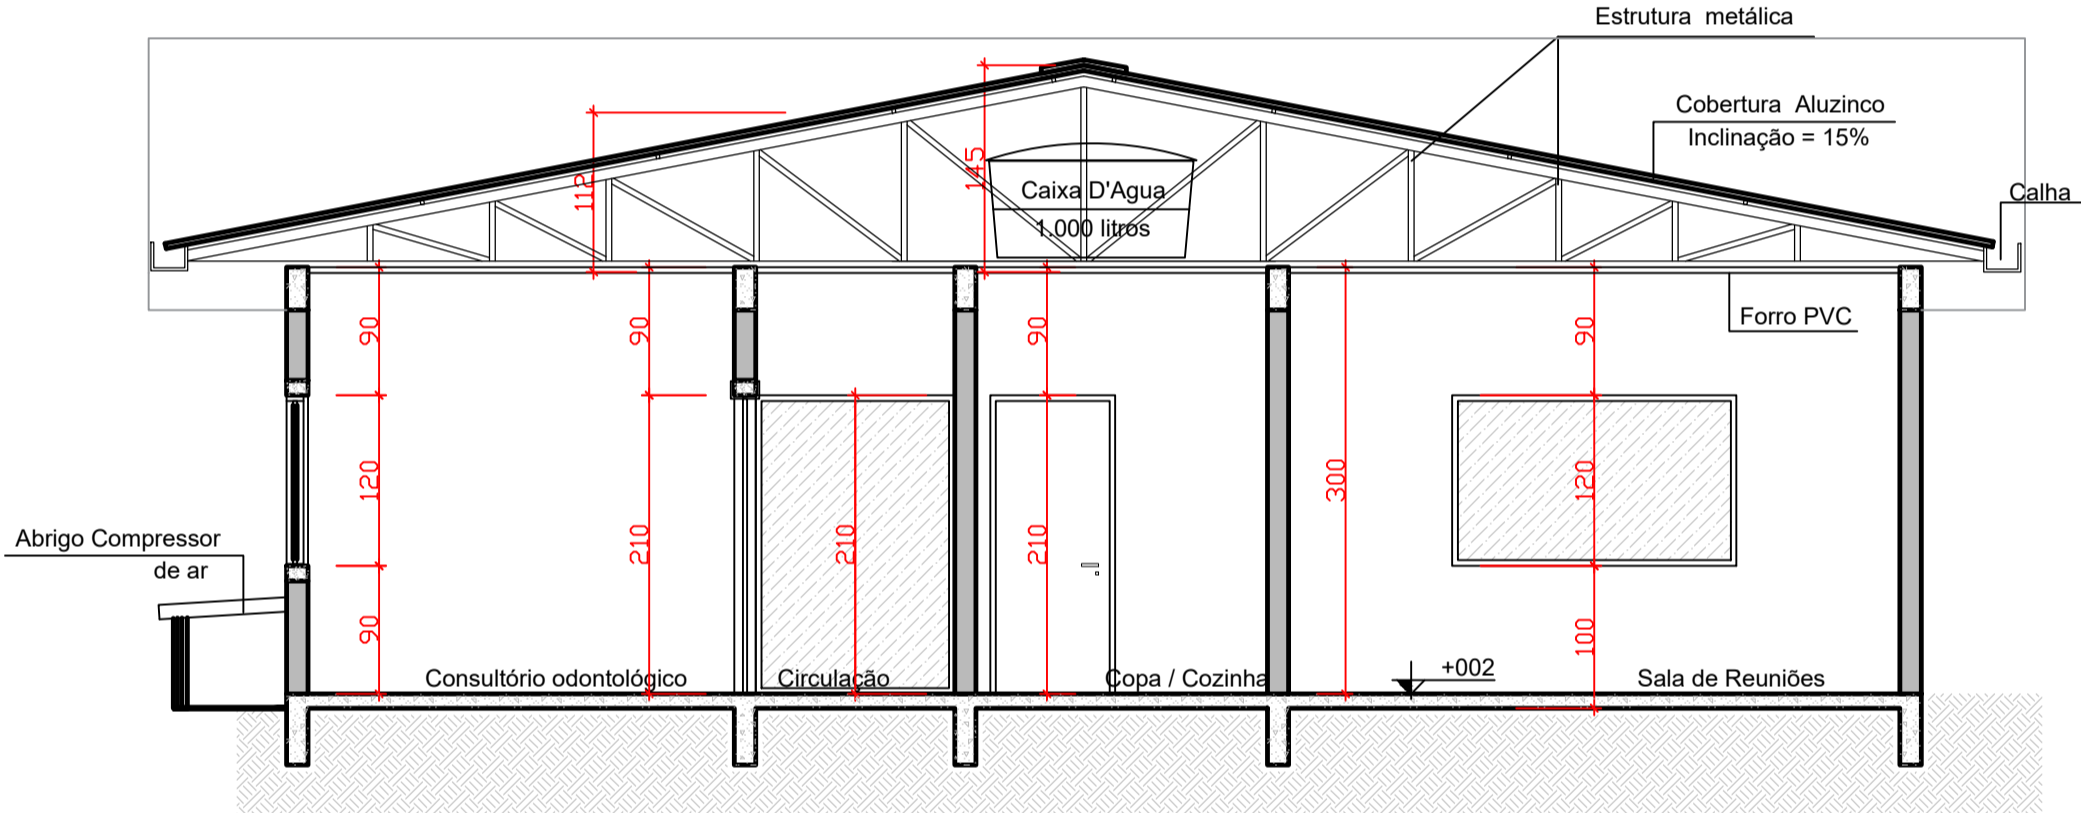 Estrutura metálica
Cobertura Aluzinco
Inclinação = 15%
Calha
145
112
Caixa D'Agua
1.000 litros
Forro PVC
90
90
90
90
120
210
210
210
300
120
Abrigo Compressor
de ar
90
100
Consultório odontológico
Circulação
Copa / Cozinha
+002
Sala de Reuniões